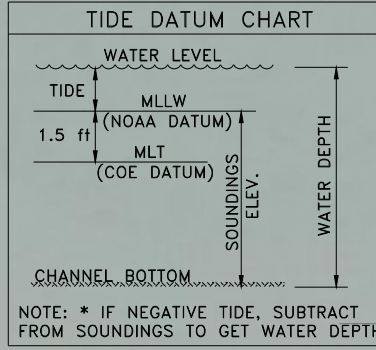 TIDE DATUM CHART
WATER LEVEL
TIDE
MLLW
(NOAA DATUM)
1.5 ft
MLT
(COE DATUM)
SOUNDINGS
ELEV.
WATER DEPTH
CHANNEL BOTTOM
NOTE: * IF NEGATIVE TIDE, SUBTRACT
FROM SOUNDINGS TO GET WATER DEPTH